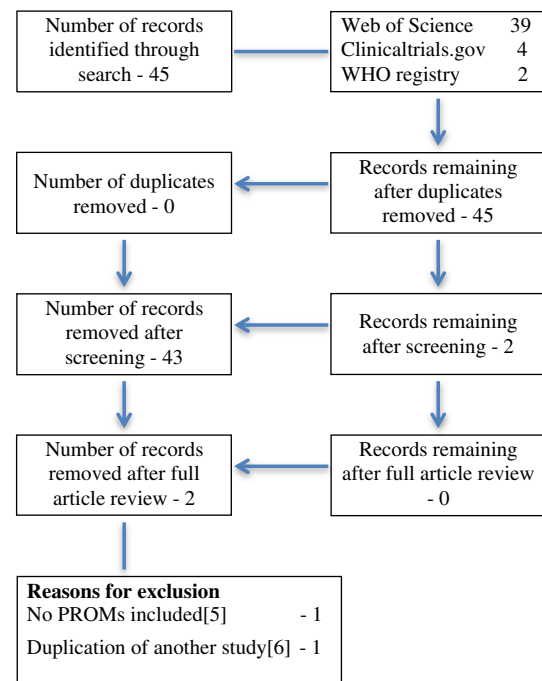 Number of records
identified through
search - 45
Web of Science 39
Clinicaltrials.gov 4
WHO registry 2
Number of duplicates
removed - 0
Records remaining
after duplicates
removed - 45
Number of records
removed after
screening - 43
Records remaining
after screening - 2
Number of records
removed after full
article review - 2
Records remaining
after full article review
- 0
Reasons for exclusion
No PROMs included[5] - 1
Duplication of another study[6] - 1